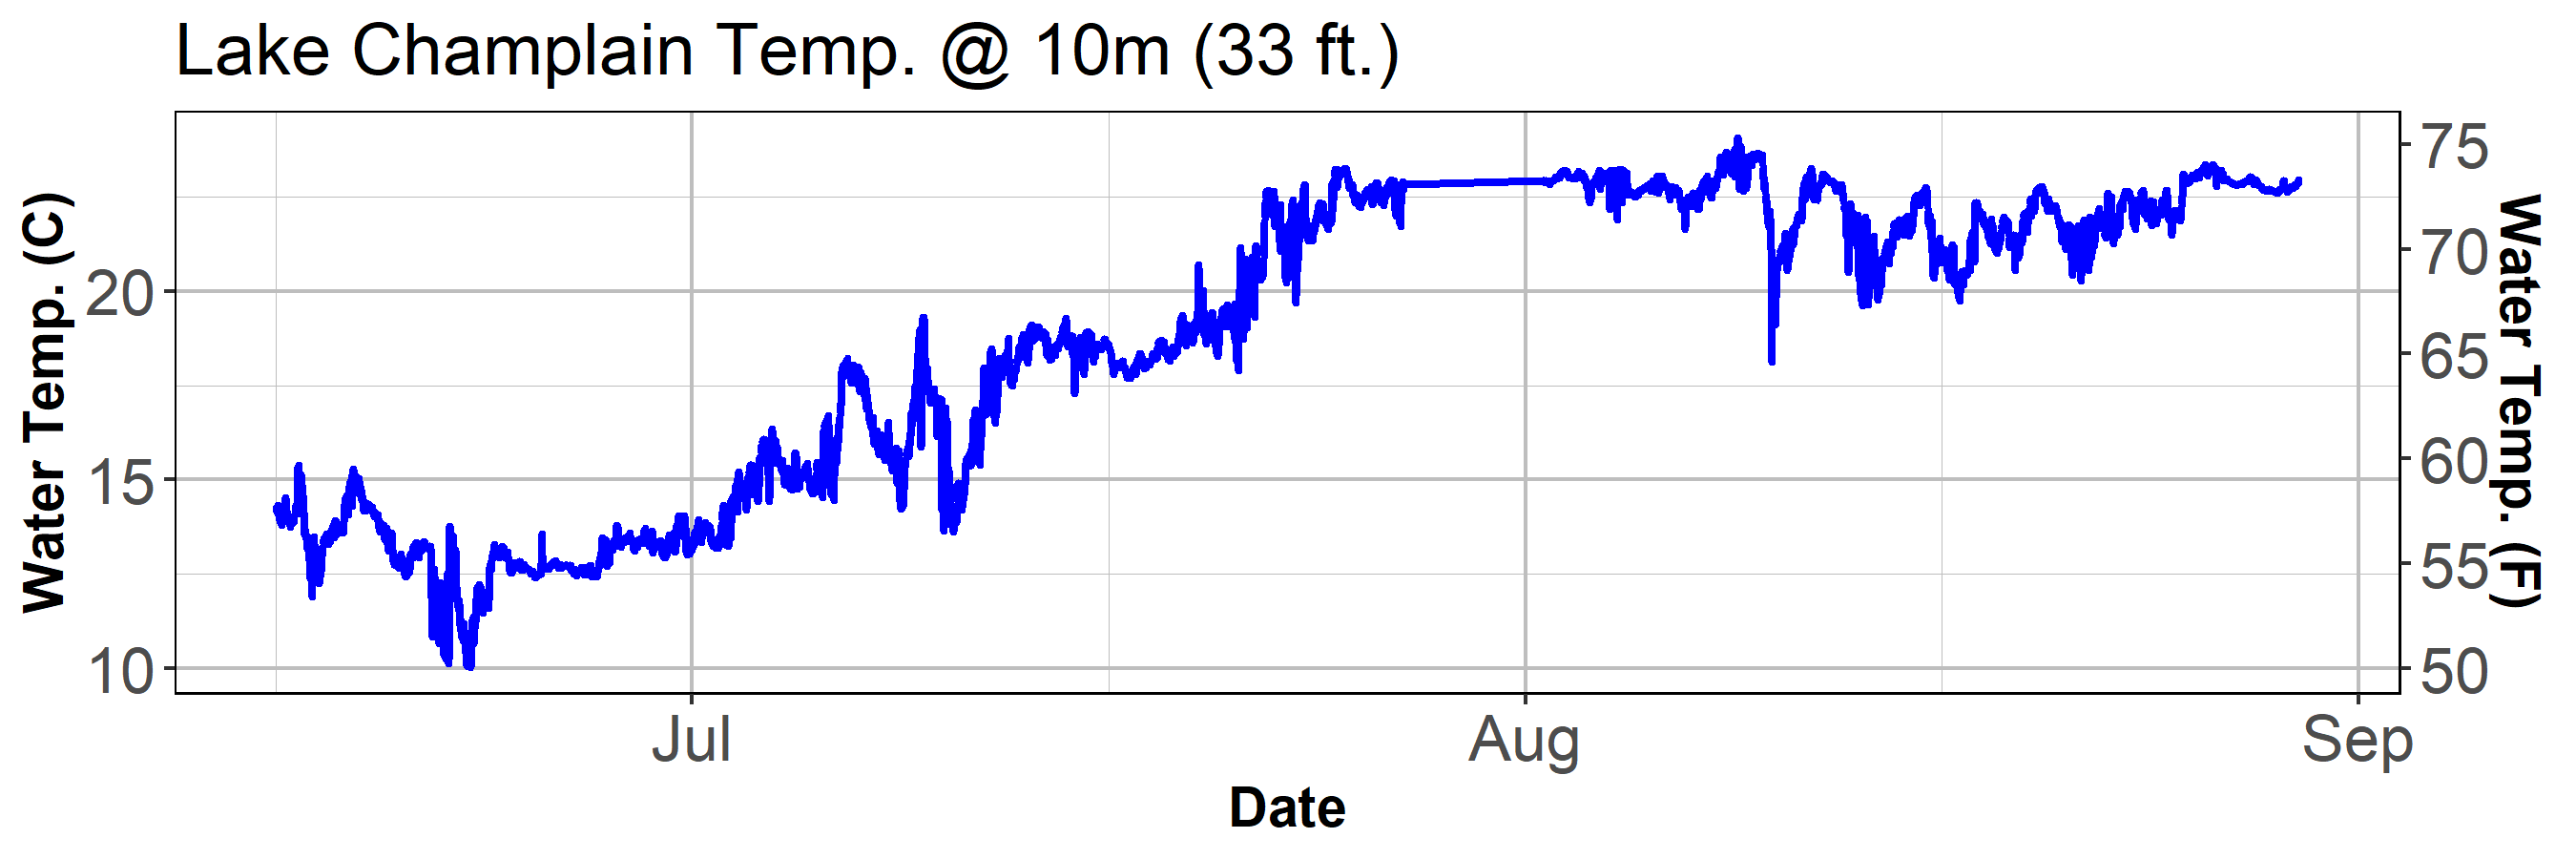 Lake Champlain Temp. @ 10m (33 ft.)
Water Temp. (C)
20
15
10
75
70
65
60
55
50
Water Temp. (F)
Jul
Aug
Sep
Date